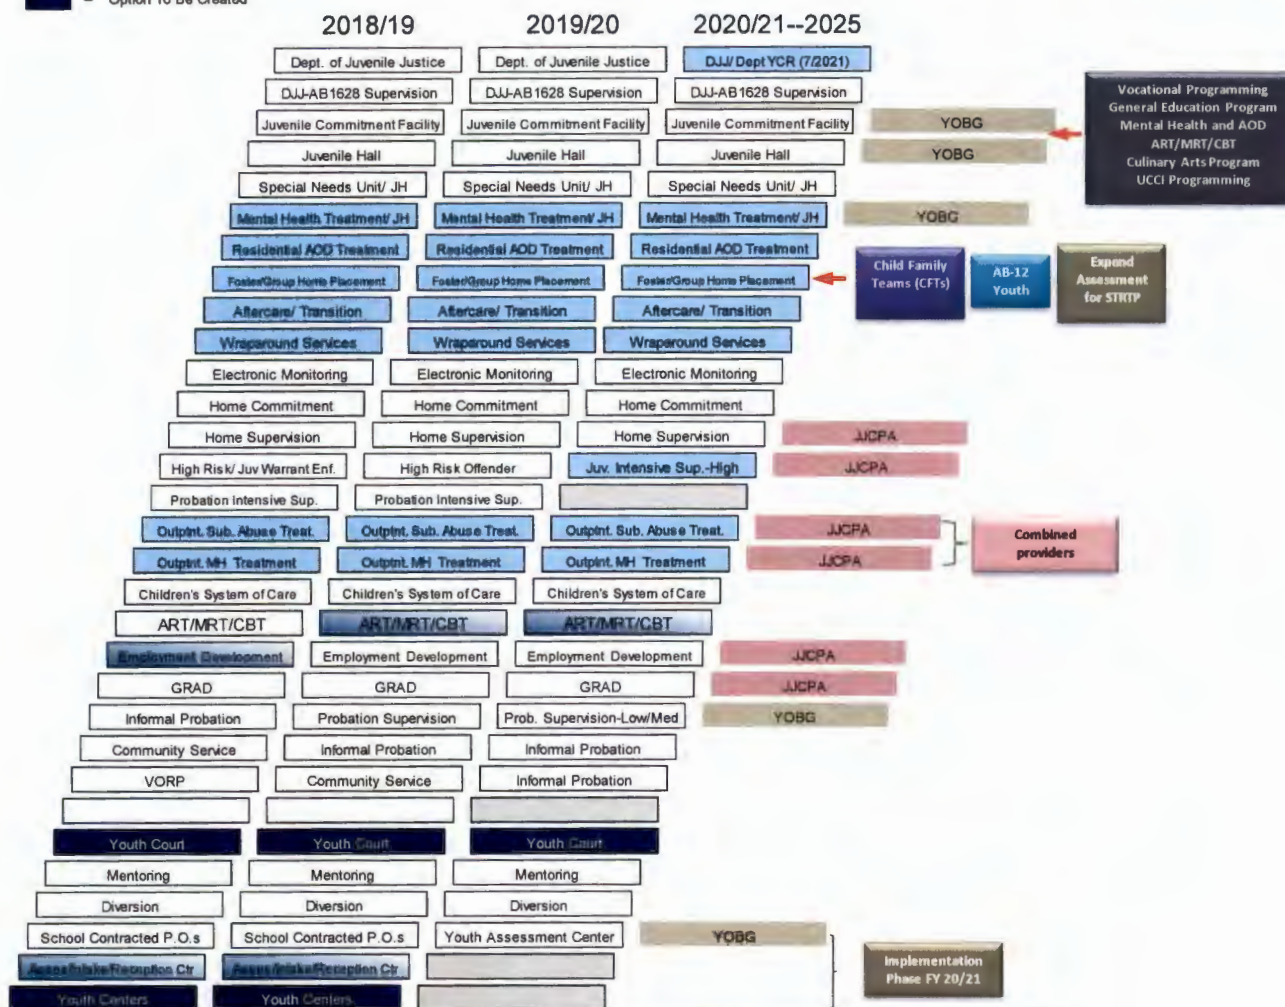 = Option To Be Created
2018/19 2019/20 2020/21--2025
Dept. of Juvenile Justice Dept. of Juvenile Justice DJJ/ Dept YCR (7/2021)
DJJ-AB1628 Supervision DJJ-AB1628 Supervision DJJ-AB1628 Supervision
Juvenile Commitment Facility Juvenile Commitment Facility Juvenile Commitment Facility YOBG
Juvenile Hall Juvenile Hall Juvenile Hall YOBG
Vocational Programming
General Education Program
Mental Health and AOD
ART/MRT/CBT
Culinary Arts Program
UCCI Programming
Special Needs Unit/ JH Special Needs Unit/ JH Special Needs Unit/ JH
Mental Health Treatment/ JH Mental Health Treatment/ JH Mental Health Treatment/ JH YOBG
Residential AOD Treatment Residential AOD Treatment Residential AOD Treatment
Foster/Group Home Placement Foster/Group Home Placement Foster/Group Home Placement
Child Family
Teams (CFTs)
AB-12
Youth
Expand
Assessment
for STRTP
Aftercare/ Transition Aftercare/ Transition Aftercare/ Transition
Wraparound Services Wraparound Services Wraparound Services
Electronic Monitoring Electronic Monitoring Electronic Monitoring
Home Commitment Home Commitment Home Commitment
Home Supervision Home Supervision Home Supervision JJCPA
High Risk/ Juv Warrant Enf. High Risk Offender Juv. Intensive Sup.-High JJCPA
Probation Intensive Sup. Probation Intensive Sup.
Outptnt. Sub. Abuse Treat. Outptnt. Sub. Abuse Treat. Outptnt. Sub. Abuse Treat. JJCPA
Outptnt. MH Treatment Outptnt. MH Treatment Outptnt. MH Treatment JJCPA
Combined
providers
Children's System of Care Children's System of Care Children's System of Care
ART/MRT/CBT ART/MRT/CBT ART/MRT/CBT
Employment Development Employment Development Employment Development JJCPA
GRAD GRAD GRAD JJCPA
Informal Probation Probation Supervision Prob. Supervision-Low/Med YOBG
Community Service Informal Probation Informal Probation
VORP Community Service Informal Probation
Youth Court Youth Court Youth Court
Mentoring Mentoring Mentoring
Diversion Diversion Diversion
School Contracted P.O.s School Contracted P.O.s Youth Assessment Center YOBG
Asses/Intake/Reception Ctr Asses/Intake/Reception Ctr
Youth Centers Youth Centers
Implementation
Phase FY 20/21